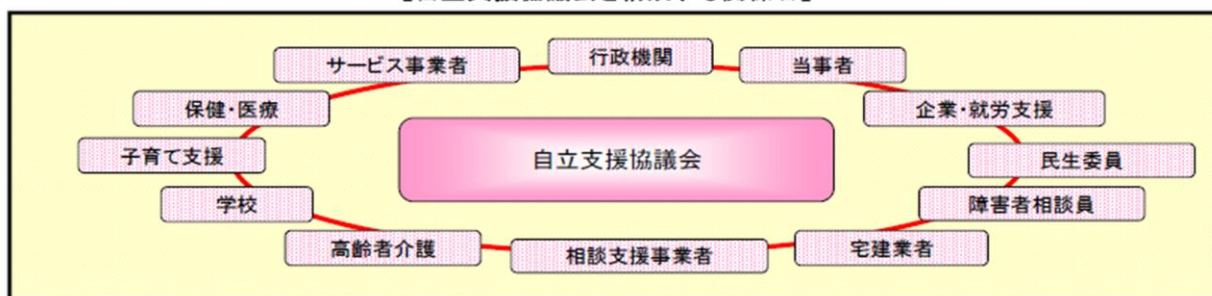 行政機関
サービス事業者
当事者
保健・医療
企業・就労支援
子育て支援
自立支援協議会
民生委員
学校
障害者相談員
高齢者介護
相談支援事業者
宅建業者